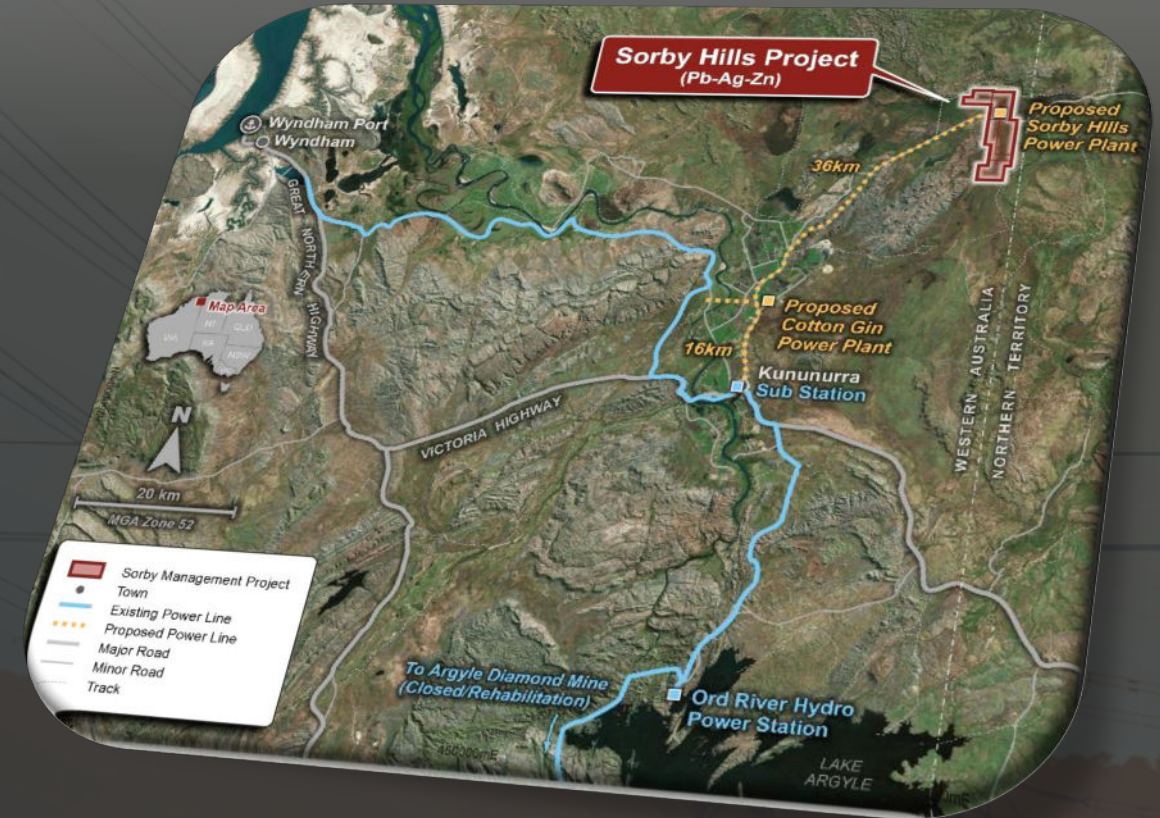 Sorby Hills Project
(Pb-Ag-Zn)
Proposed
Sorby Hills
Power Plant
Wyndham Port
Wyndham
36km
GREAT NORTHERN HIGHWAY
Map Area
WA
NT
QLD
SA
NSW
Proposed
Cotton Gin
Power Plant
16km
Kununurra
Sub Station
WESTERN AUSTRALIA
NORTHERN TERRITORY
VICTORIA HIGHWAY
N
20 km
MGA Zone 52
Sorby Management Project
Town
Existing Power Line
Proposed Power Line
Major Road
Minor Road
Track
To Argyle Diamond Mine
(Closed/Rehabilitation)
Ord River Hydro
Power Station
450000mE
LAKE
ARGYLE